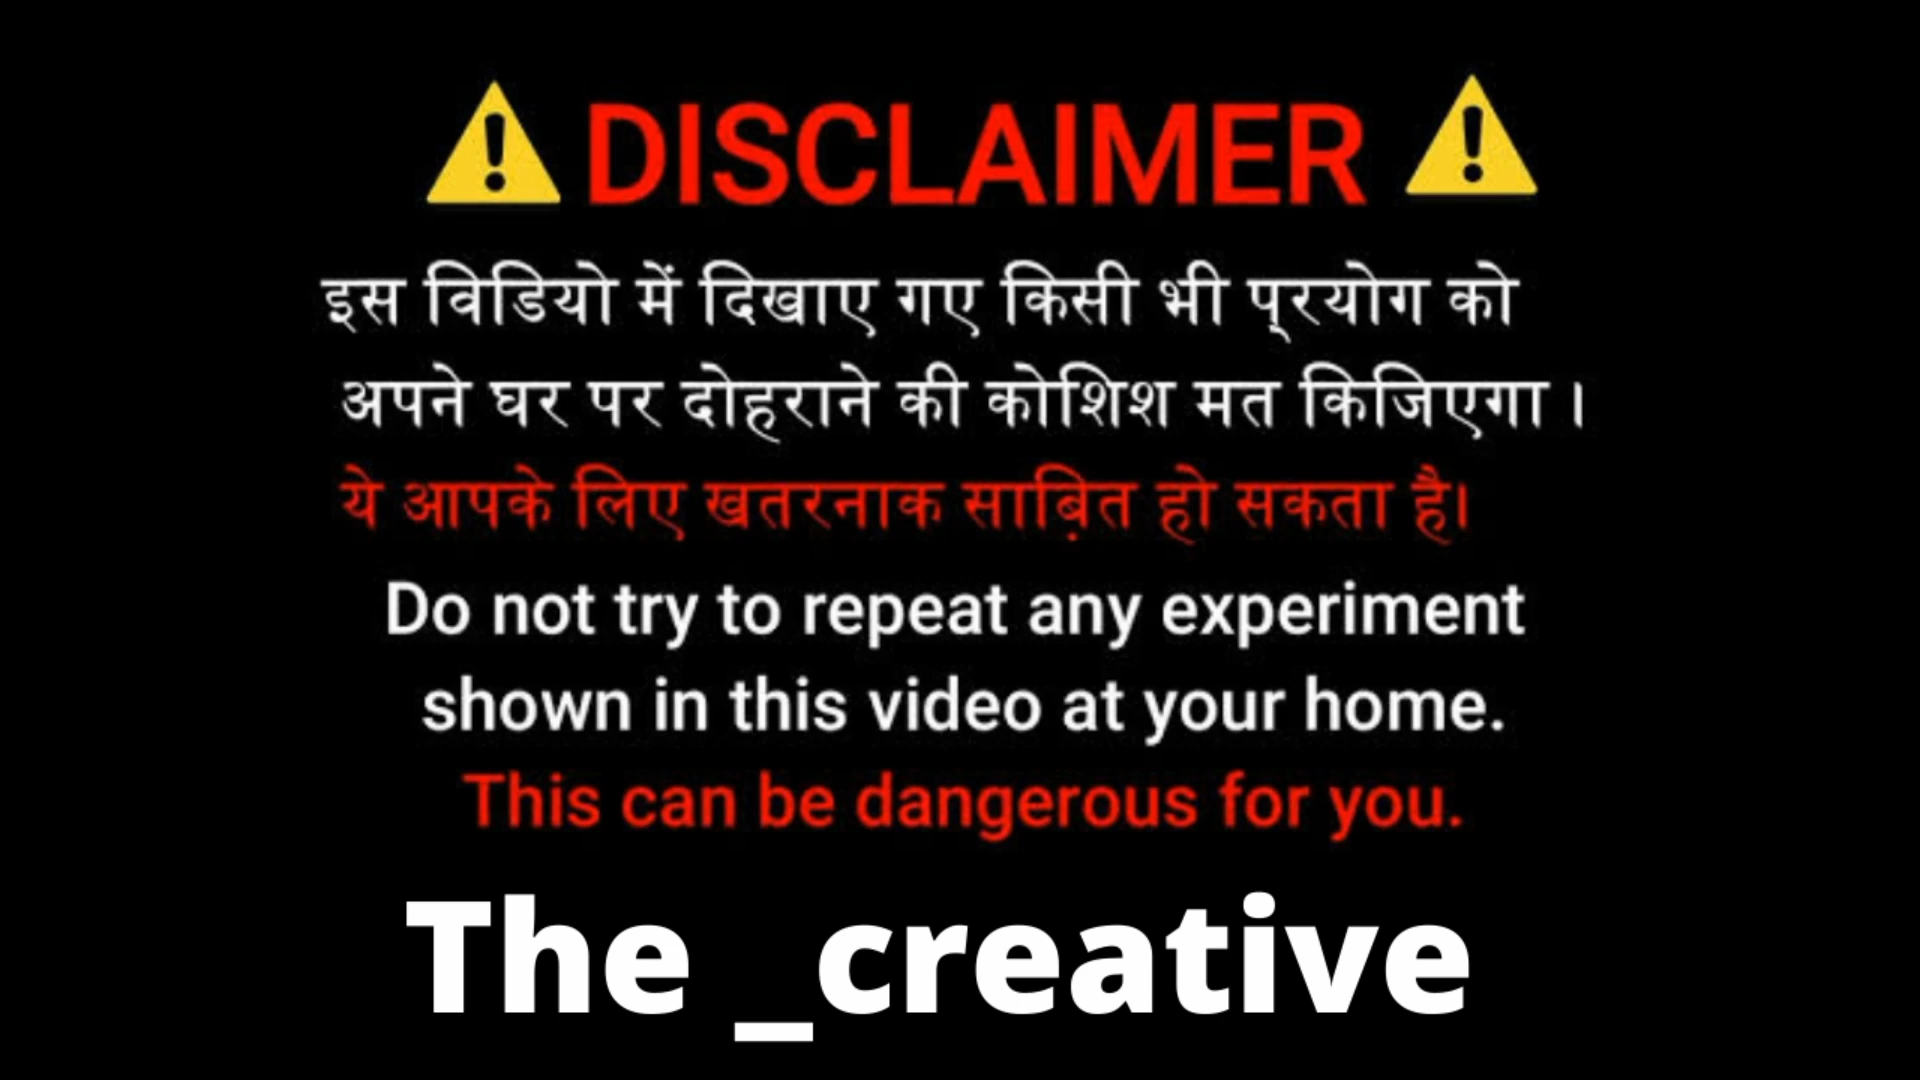 DISCLAIMER
इस विडियो में दिखाए गए किसी भी प्‌रयोग को
अपने घर पर दोहराने की कोशिश मत किजिएगा ।
ये आपके लिए खतरनाक साब़ित हो सकता है।
Do not try to repeat any experiment
shown in this video at your home.
This can be dangerous for you.
The _creative